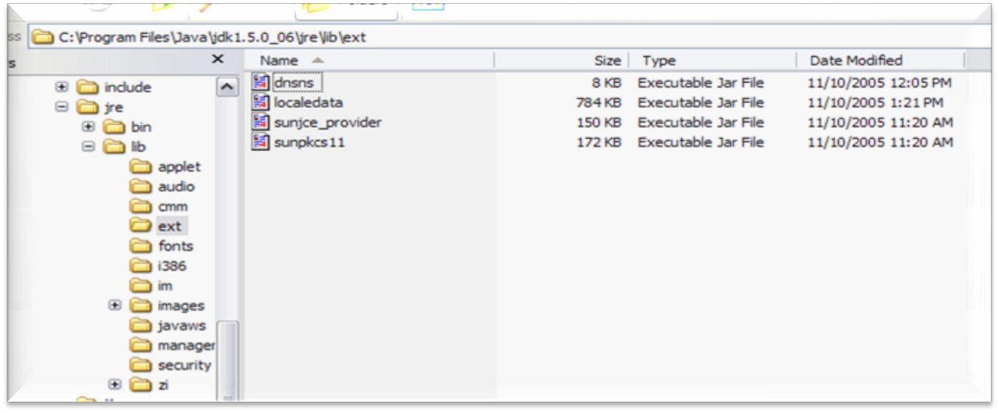 ss C:\Program Files\Java\jdk1.5.0_06\jre\lib\ext
rs
Name Size Type Date Modified
dnsns 8 KB Executable Jar File 11/10/2005 12:05 PM
localedata 784 KB Executable Jar File 11/10/2005 1:21 PM
sunjce_provider 150 KB Executable Jar File 11/10/2005 11:20 AM
sunpkcs11 172 KB Executable Jar File 11/10/2005 11:20 AM
include
jre
bin
lib
applet
audio
cmm
ext
fonts
i386
im
images
javaws
manager
security
zi